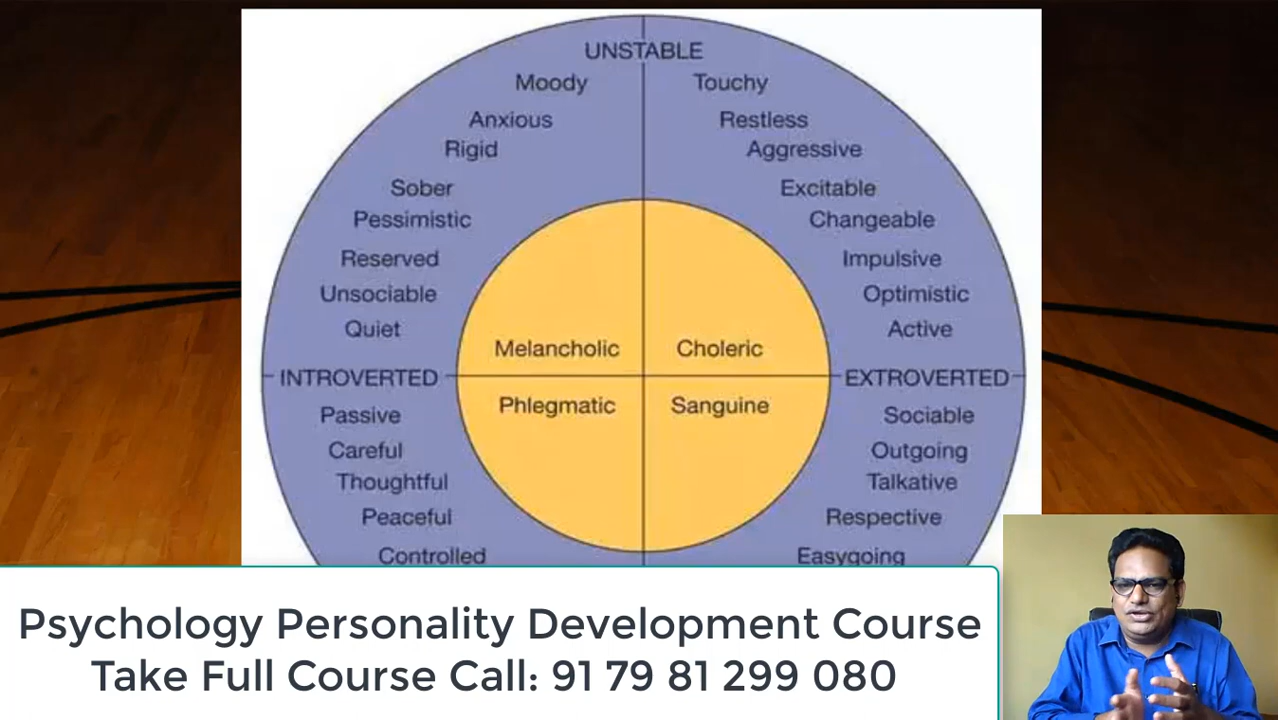 UNSTABLE
Moody Touchy
Anxious Restless
Rigid Aggressive
Sober Excitable
Pessimistic Changeable
Reserved Impulsive
Unsociable Optimistic
Quiet Active
Melancholic Choleric
INTROVERTED EXTROVERTED
Phlegmatic Sanguine
Passive Sociable
Careful Outgoing
Thoughtful Talkative
Peaceful Respective
Controlled Easygoing
Psychology Personality Development Course
Take Full Course Call: 91 79 81 299 080